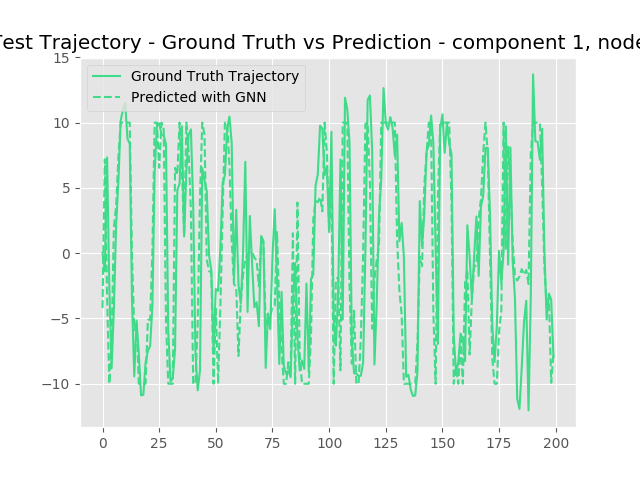 Test Trajectory - Ground Truth vs Prediction - component 1, node
Ground Truth Trajectory
Predicted with GNN
15
10
5
0
−5
−10
0 25 50 75 100 125 150 175 200